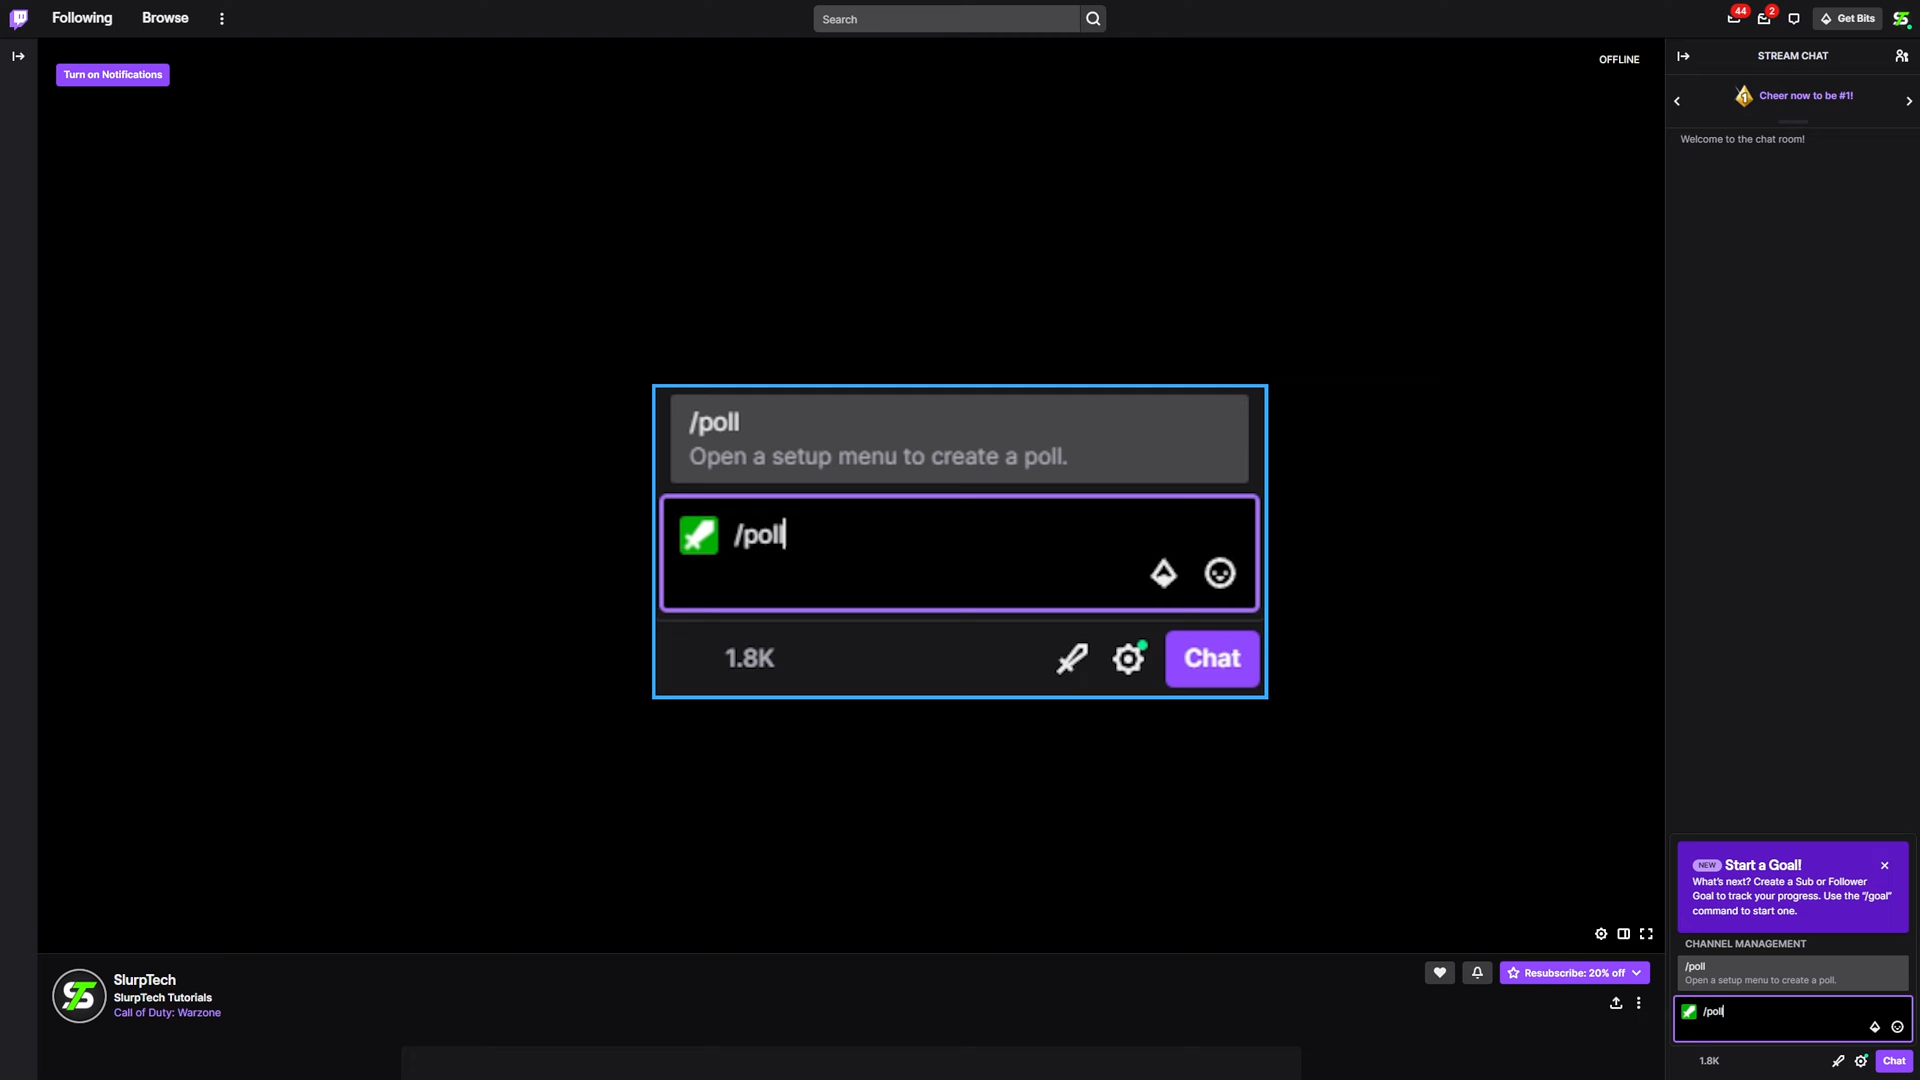 Following
Browse
Search
44
2
Get Bits
Turn on Notifications
OFFLINE
STREAM CHAT
1
Cheer now to be #1!
Welcome to the chat room!
/poll
Open a setup menu to create a poll.
/poll
1.8K
Chat
NEW Start a Goal!
What's next? Create a Sub or Follower
Goal to track your progress. Use the "/goal"
command to start one.
CHANNEL MANAGEMENT
/poll
Open a setup menu to create a poll.
/poll
1.8K
Chat
SlurpTech
SlurpTech Tutorials
Call of Duty: Warzone
Resubscribe: 20% off